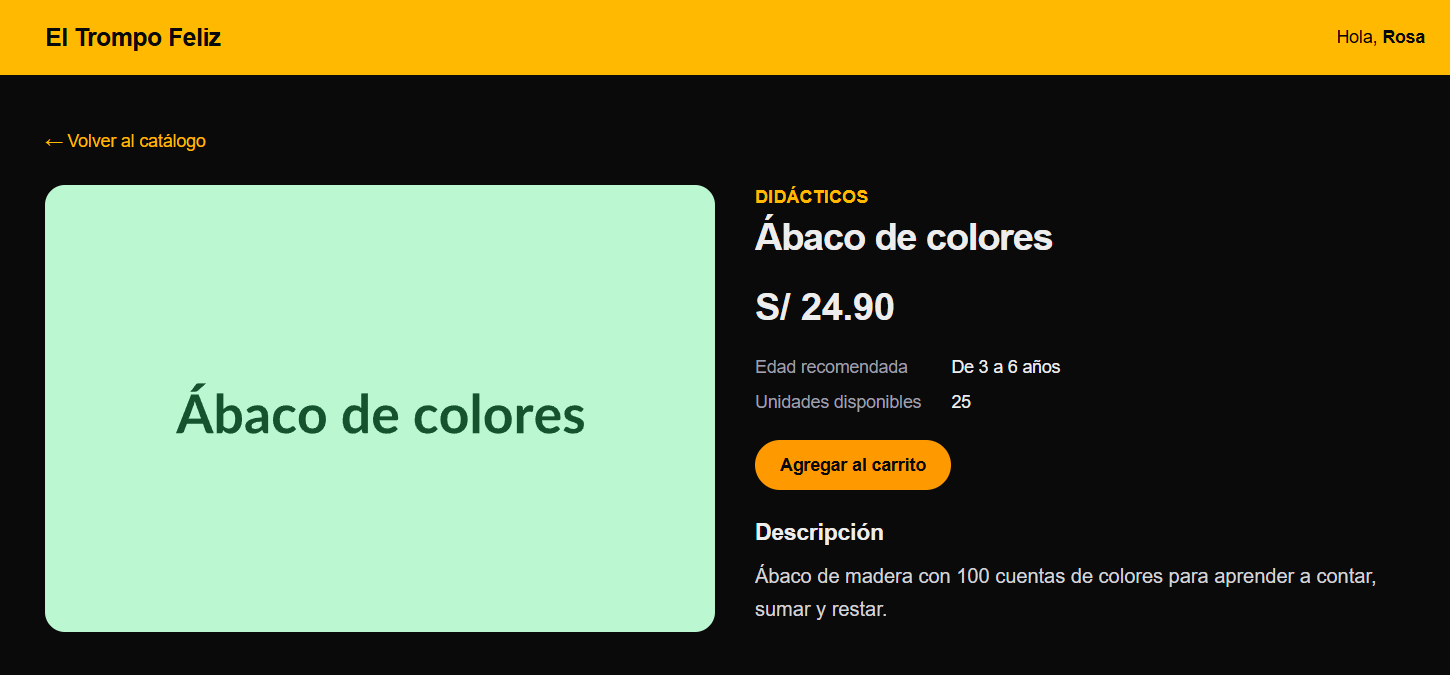 El Trompo Feliz
Hola, Rosa
← Volver al catálogo
Ábaco de colores
DIDÁCTICOS
Ábaco de colores
S/ 24.90
Edad recomendada De 3 a 6 años
Unidades disponibles 25
Agregar al carrito
Descripción
Ábaco de madera con 100 cuentas de colores para aprender a contar,
sumar y restar.